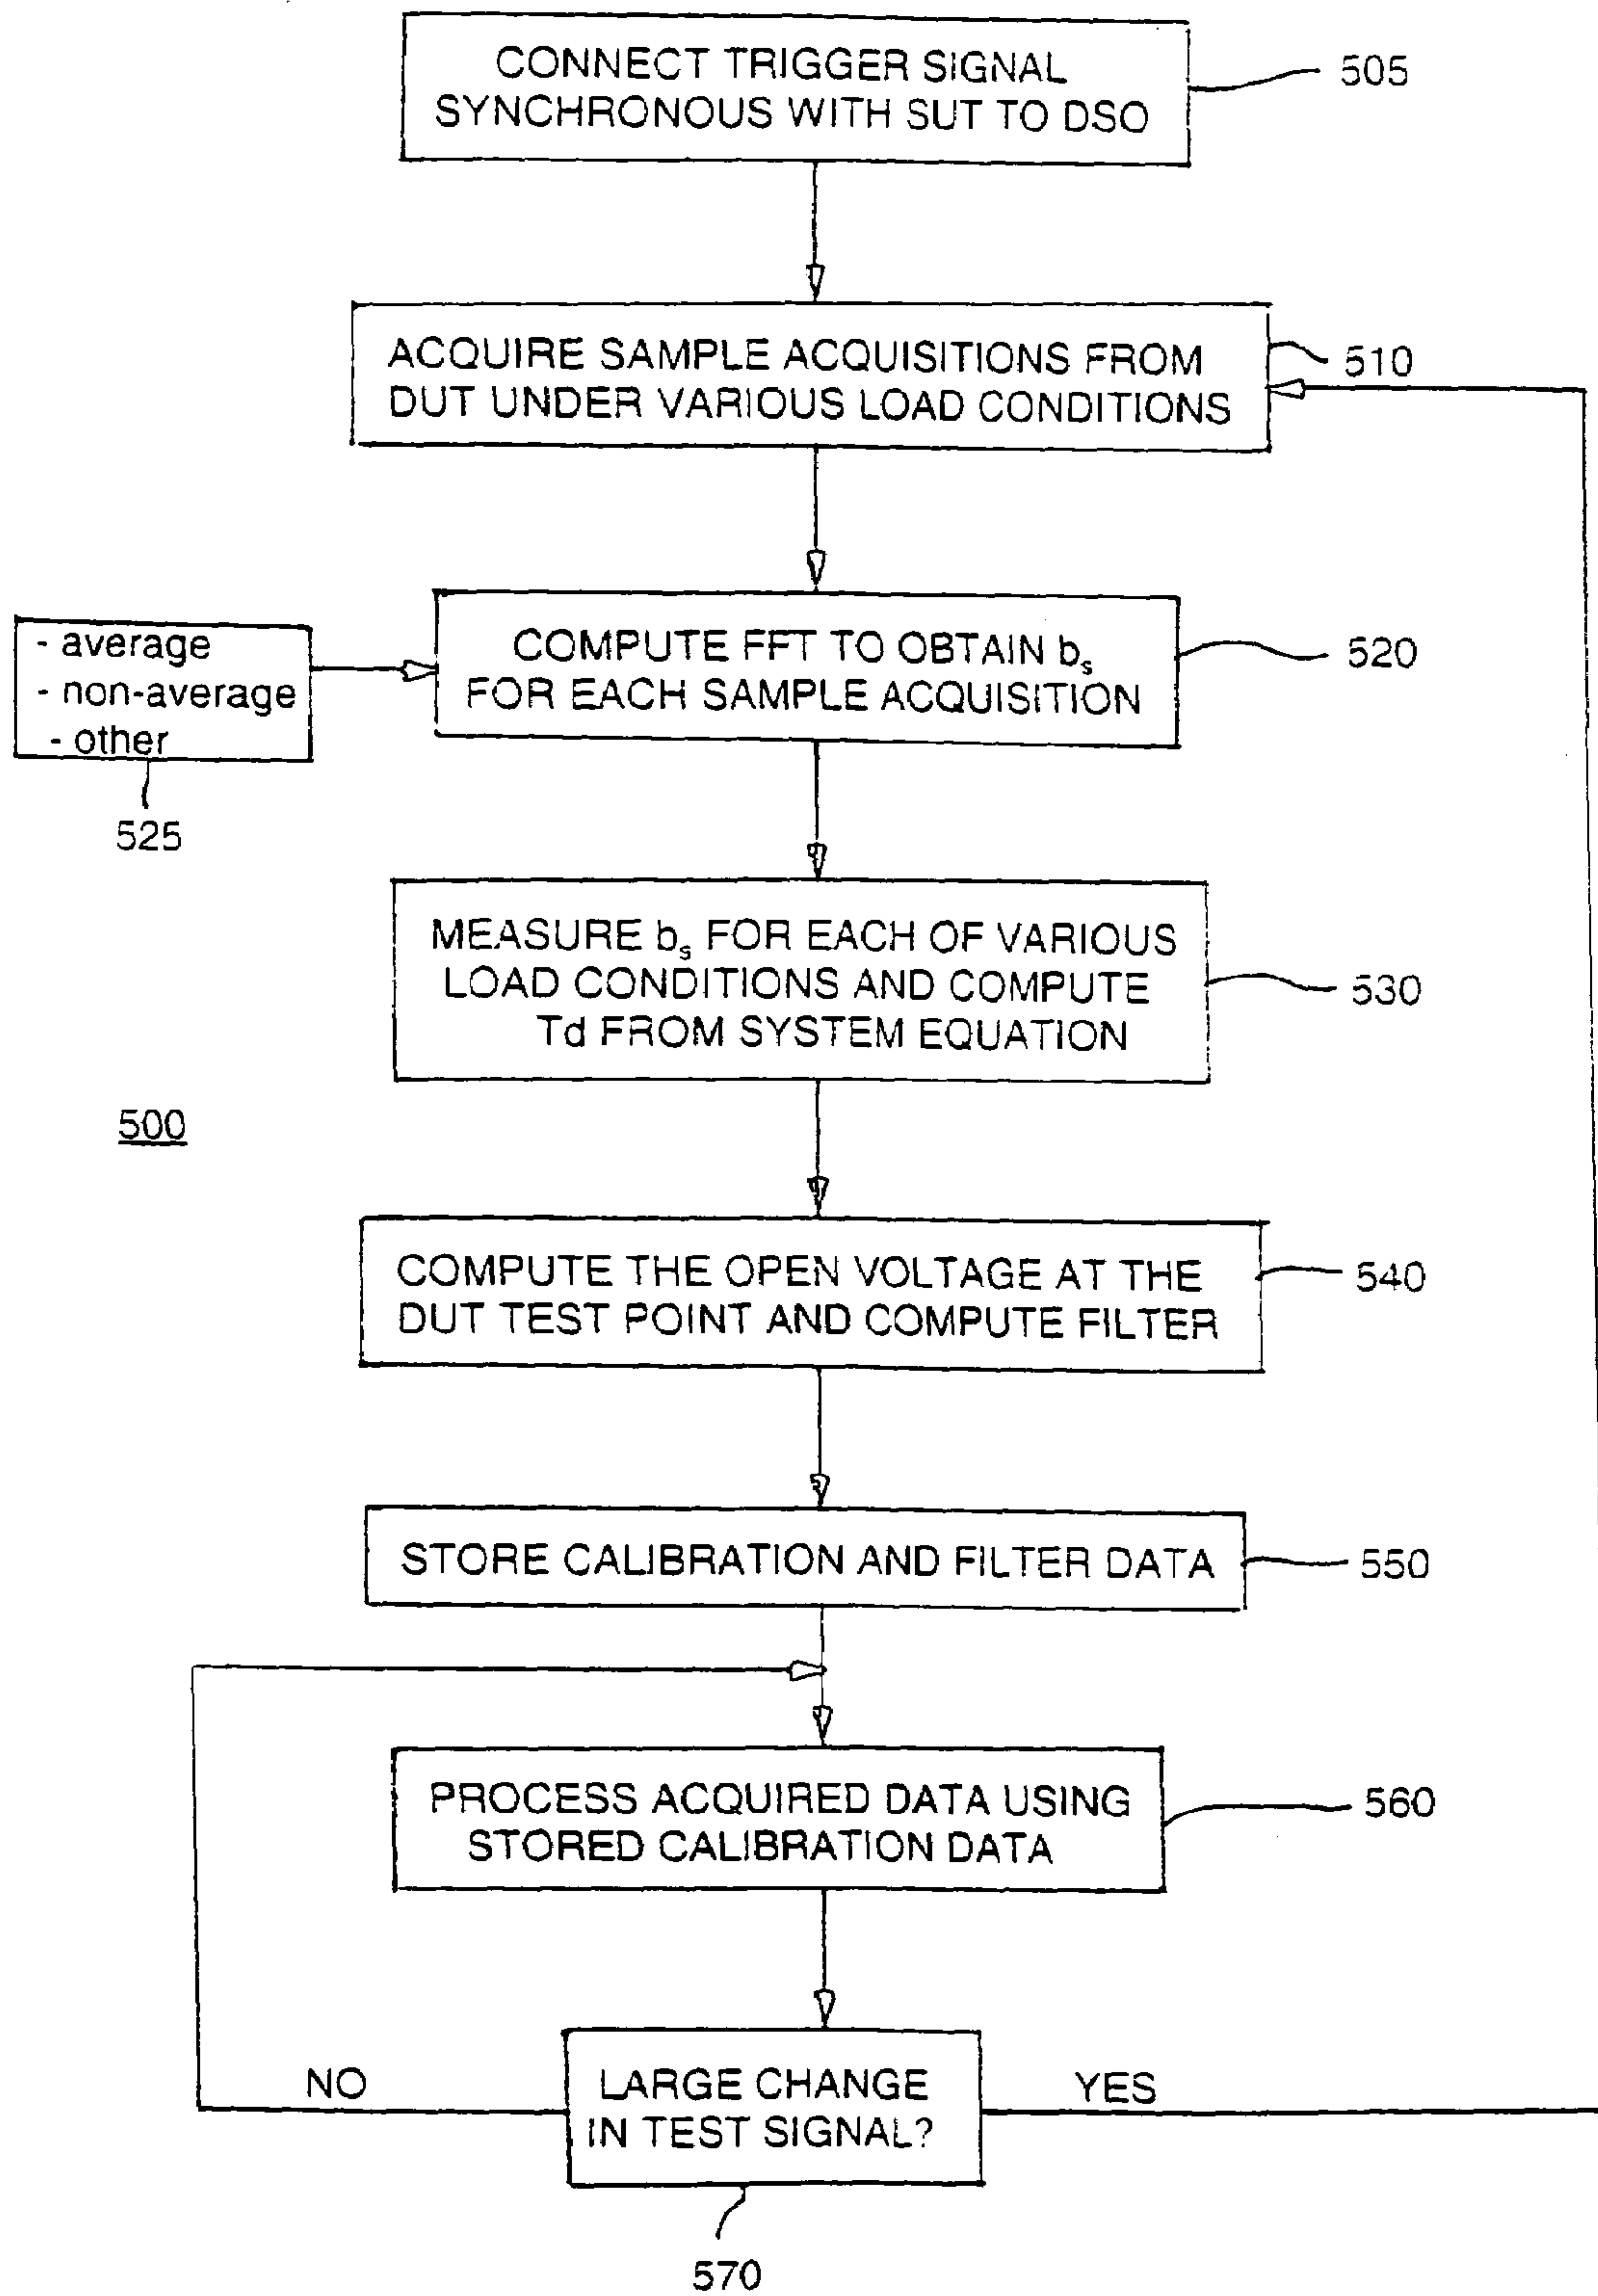 CONNECT TRIGGER SIGNAL
SYNCHRONOUS WITH SUT TO DSO
505
ACQUIRE SAMPLE ACQUISITIONS FROM
DUT UNDER VARIOUS LOAD CONDITIONS
510
- average
- non-average
- other
525
COMPUTE FFT TO OBTAIN bs
FOR EACH SAMPLE ACQUISITION
520
MEASURE bs FOR EACH OF VARIOUS
LOAD CONDITIONS AND COMPUTE
Td FROM SYSTEM EQUATION
530
500
COMPUTE THE OPEN VOLTAGE AT THE
DUT TEST POINT AND COMPUTE FILTER
540
STORE CALIBRATION AND FILTER DATA
550
PROCESS ACQUIRED DATA USING
STORED CALIBRATION DATA
560
NO
LARGE CHANGE
IN TEST SIGNAL?
YES
570